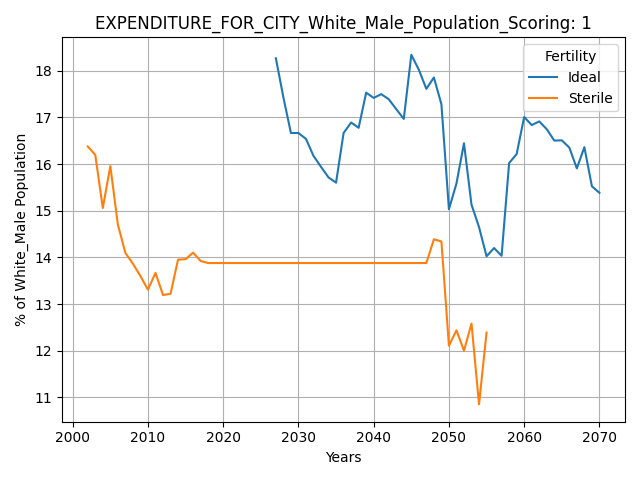 EXPENDITURE_FOR_CITY_White_Male_Population_Scoring: 1
Fertility
Ideal
Sterile
% of White_Male Population
18
17
16
15
14
13
12
11
2000 2010 2020 2030 2040 2050 2060 2070
Years